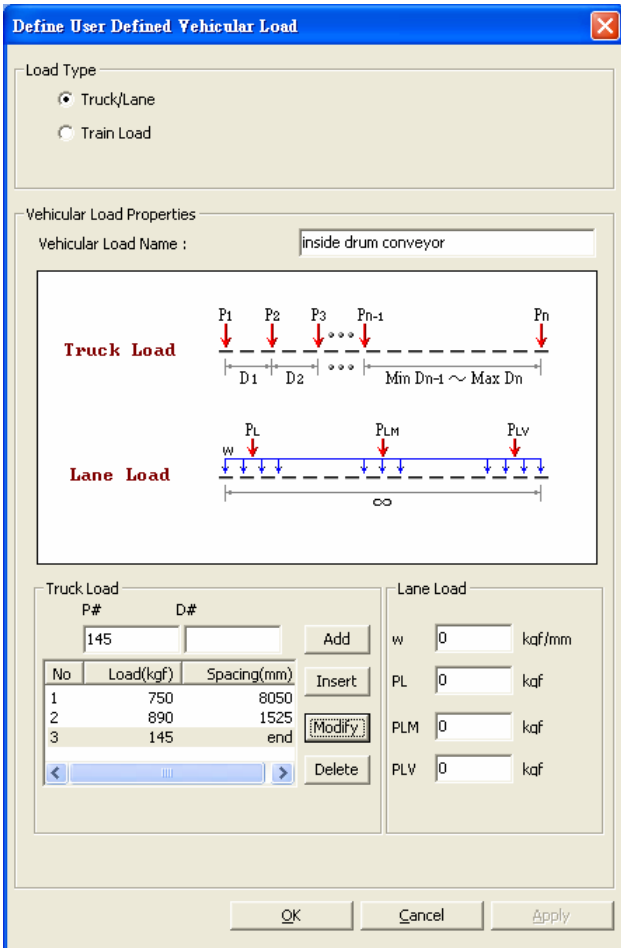 Define User Defined Vehicular Load
Load Type
Truck/Lane
Train Load
Vehicular Load Properties
Vehicular Load Name : inside drum conveyor
P1 P2 P3 Pn-1 Pn
Truck Load
D1 D2 Min Dn-1 ~ Max Dn
PL PLM PLV
w
Lane Load
∞
Truck Load Lane Load
P# D#
145 Add w 0 kgf/mm
No Load(kgf) Spacing(mm) Insert PL 0 kgf
1 750 8050
2 890 1525 Modify PLM 0 kgf
3 145 end
Delete PLV 0 kgf
OK Cancel Apply